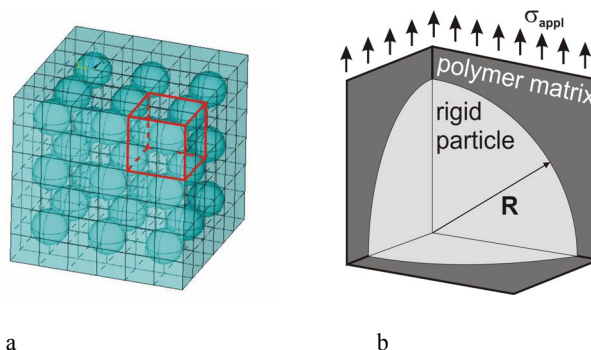 σappl
polymer matrix
rigid
particle
R
a
b